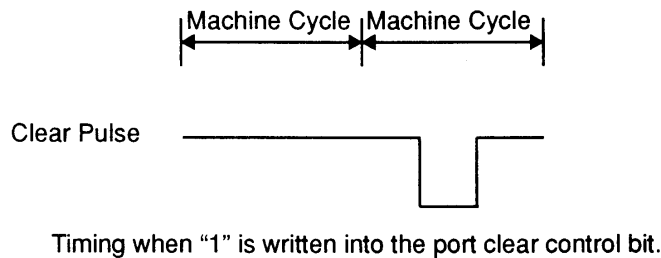 Machine Cycle Machine Cycle
Clear Pulse
Timing when “1” is written into the port clear control bit.